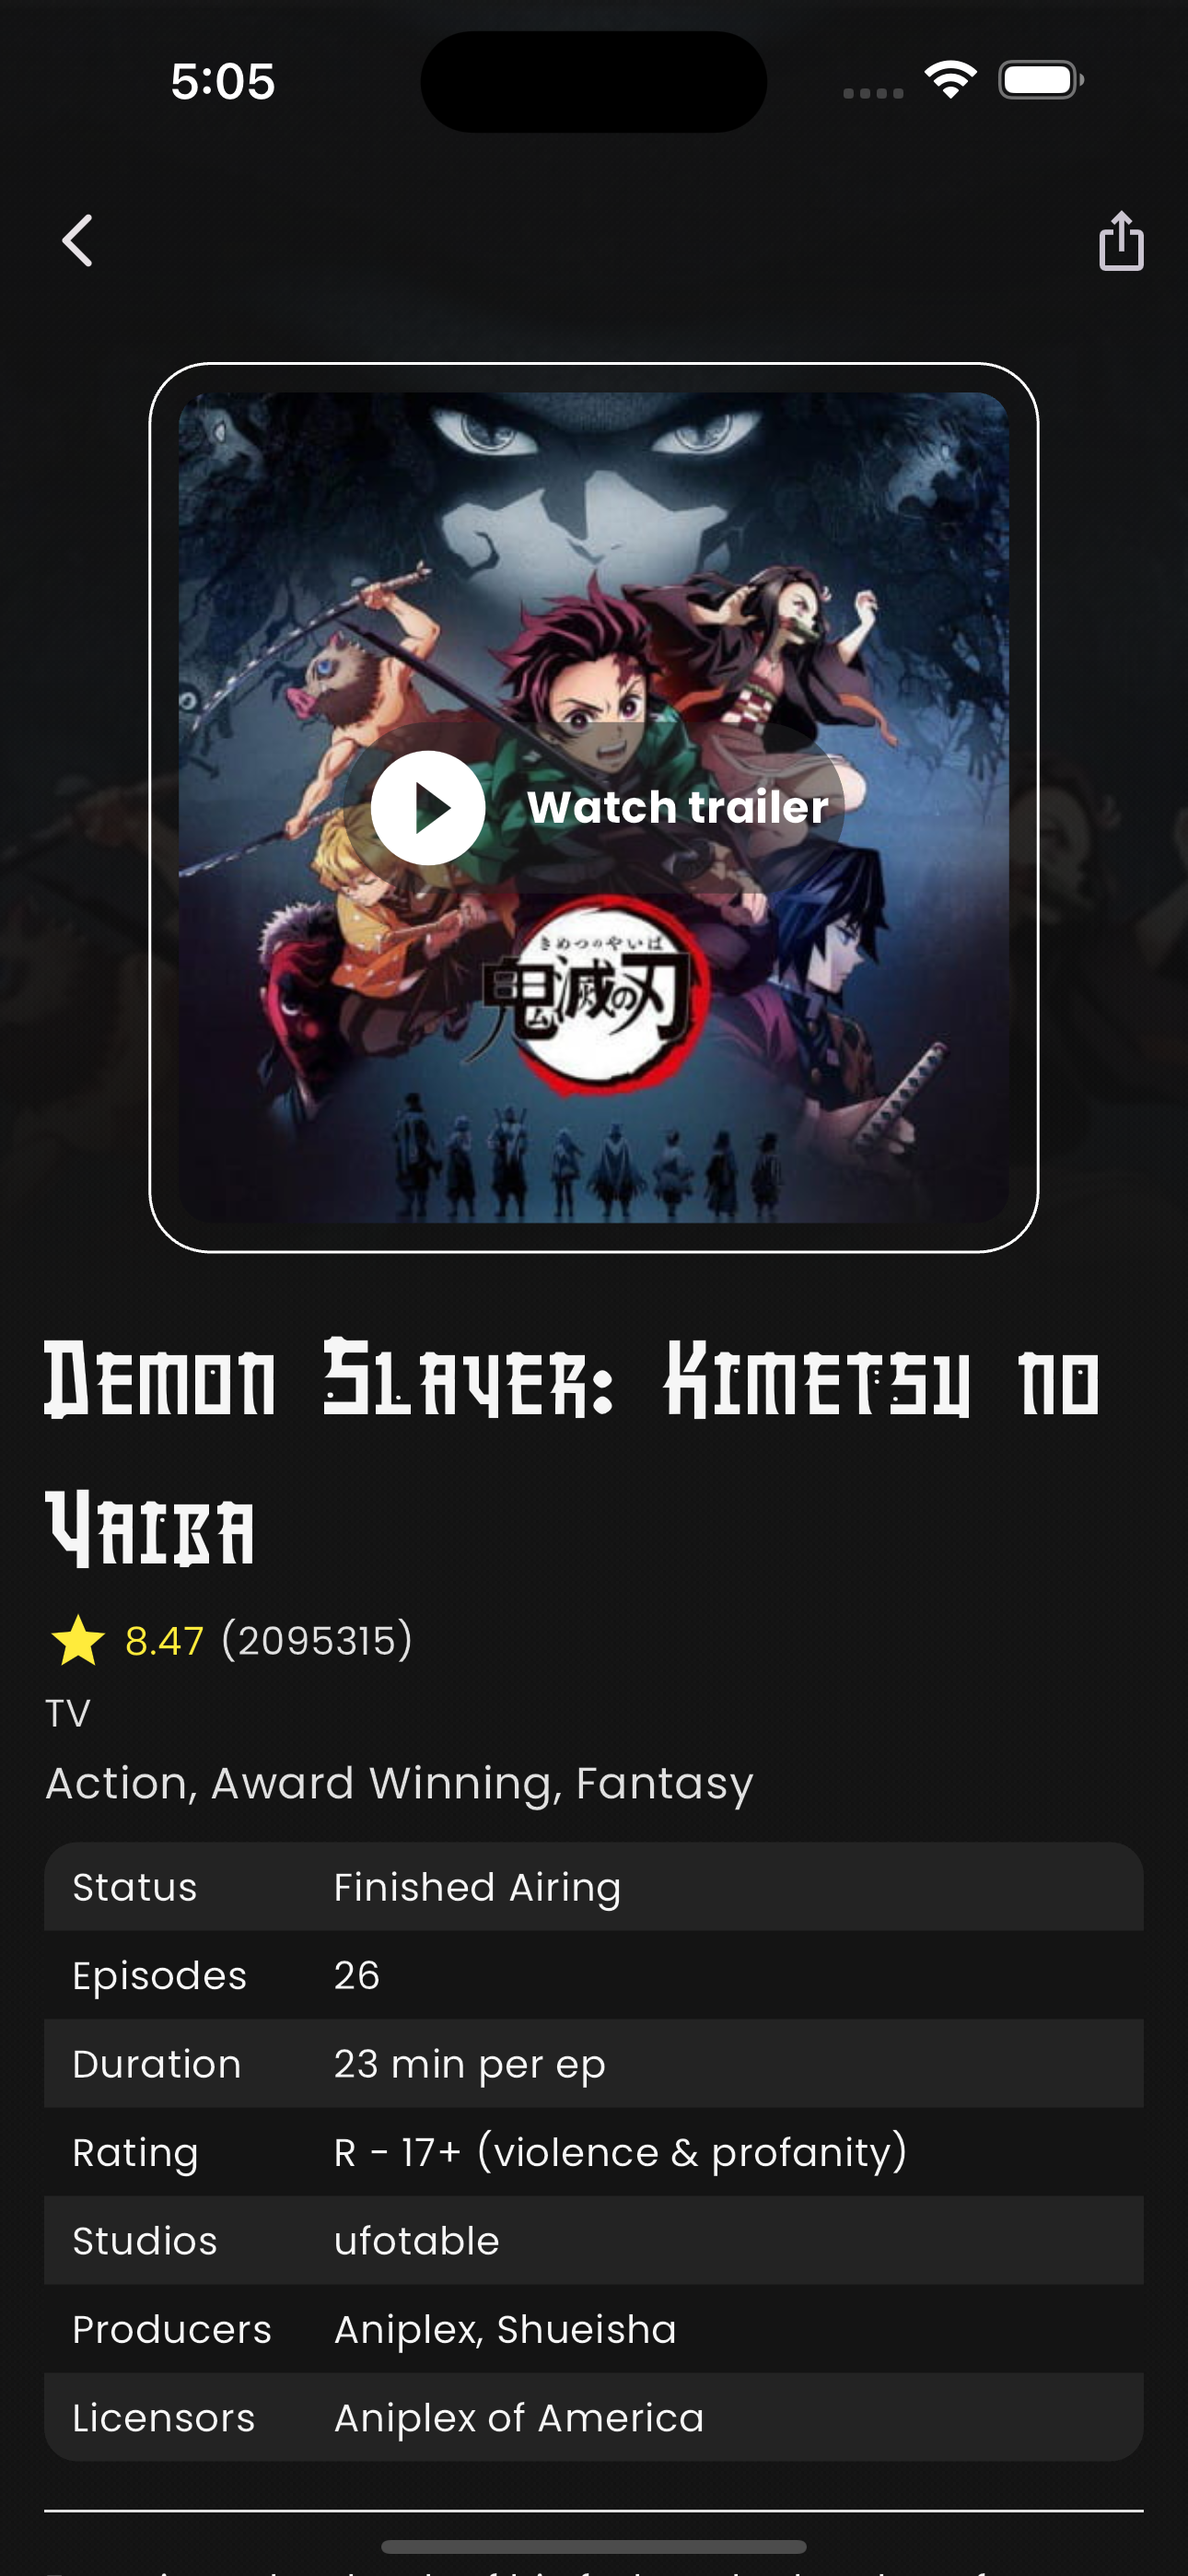 5:05
Watch trailer
きめつのやいば
鬼滅の刃
Demon Slayer: Kimetsu no
Yaiba
8.47 (2095315)
TV
Action, Award Winning, Fantasy
Status Finished Airing
Episodes 26
Duration 23 min per ep
Rating R - 17+ (violence & profanity)
Studios ufotable
Producers Aniplex, Shueisha
Licensors Aniplex of America